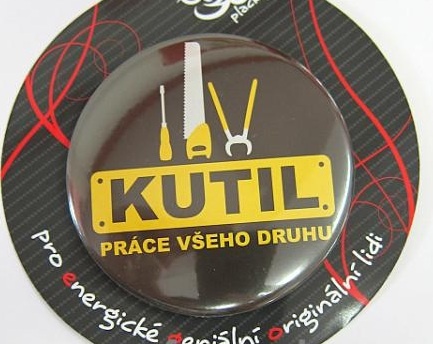 KUTIL
PRÁCE VŠEHO DRUHU
pro energické geniální originální lidi